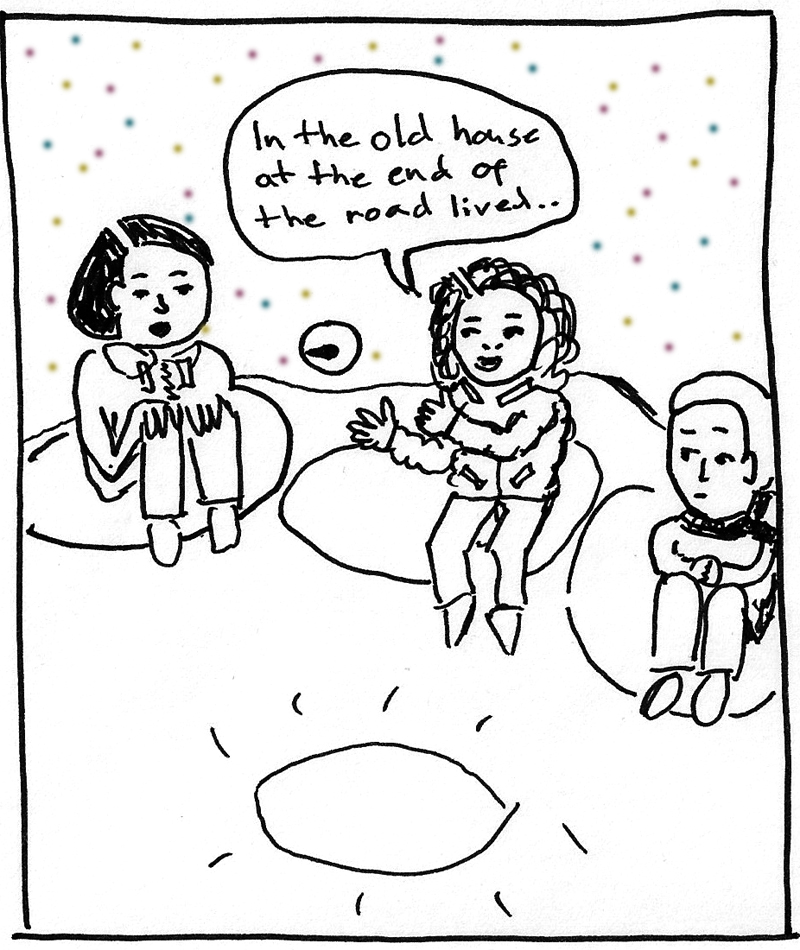 In the old house
at the end of
the road lived..